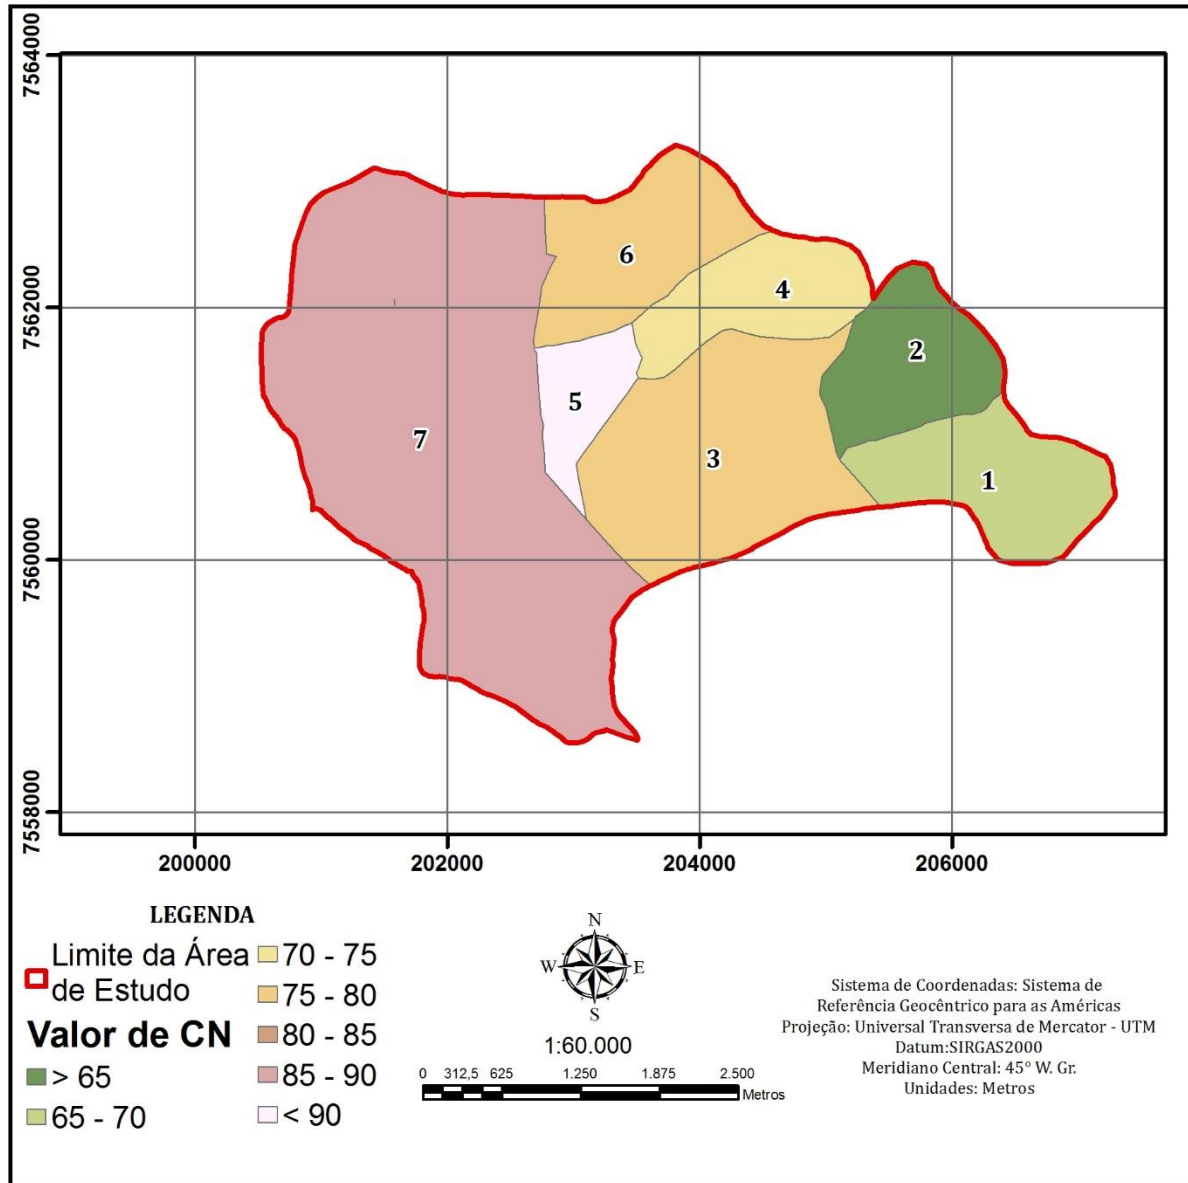 7564000
7562000
7560000
7558000
6
4
2
5
7
3
1
200000
202000
204000
206000
LEGENDA
Limite da Área
de Estudo
Valor de CN
> 65
65 - 70
70 - 75
75 - 80
80 - 85
85 - 90
< 90
N
W
E
S
1:60.000
0 312,5 625 1.250 1.875 2.500
Metros
Sistema de Coordenadas: Sistema de
Referência Geocêntrico para as Américas
Projeção: Universal Transversa de Mercator - UTM
Datum:SIRGAS2000
Meridiano Central: 45° W. Gr.
Unidades: Metros